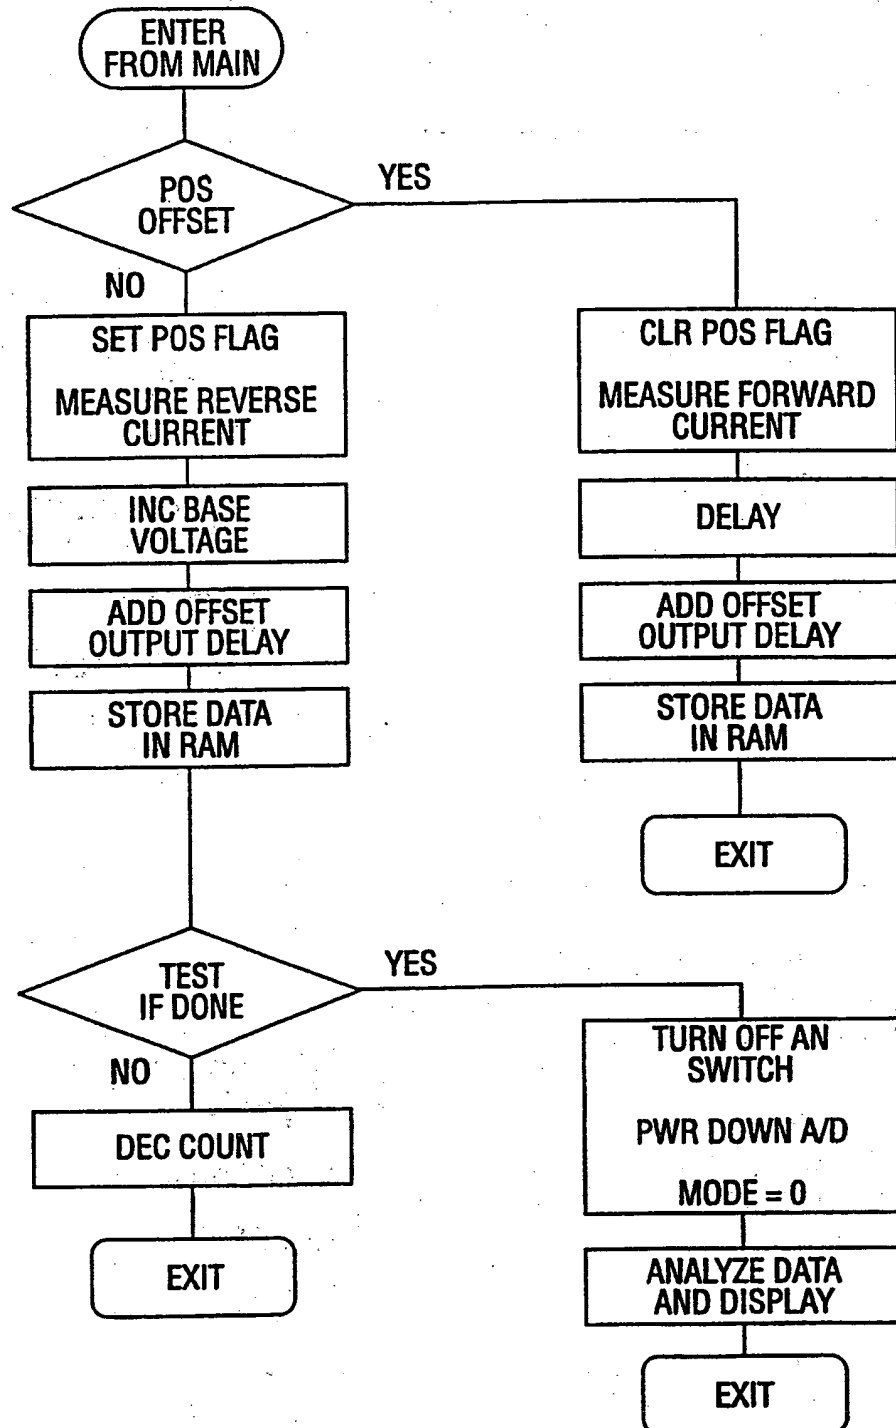 ENTER
FROM MAIN
POS
OFFSET
YES
NO
SET POS FLAG
MEASURE REVERSE
CURRENT
INC BASE
VOLTAGE
ADD OFFSET
OUTPUT DELAY
STORE DATA
IN RAM
CLR POS FLAG
MEASURE FORWARD
CURRENT
DELAY
ADD OFFSET
OUTPUT DELAY
STORE DATA
IN RAM
EXIT
TEST
IF DONE
YES
NO
DEC COUNT
EXIT
TURN OFF AN
SWITCH
PWR DOWN A/D
MODE = 0
ANALYZE DATA
AND DISPLAY
EXIT